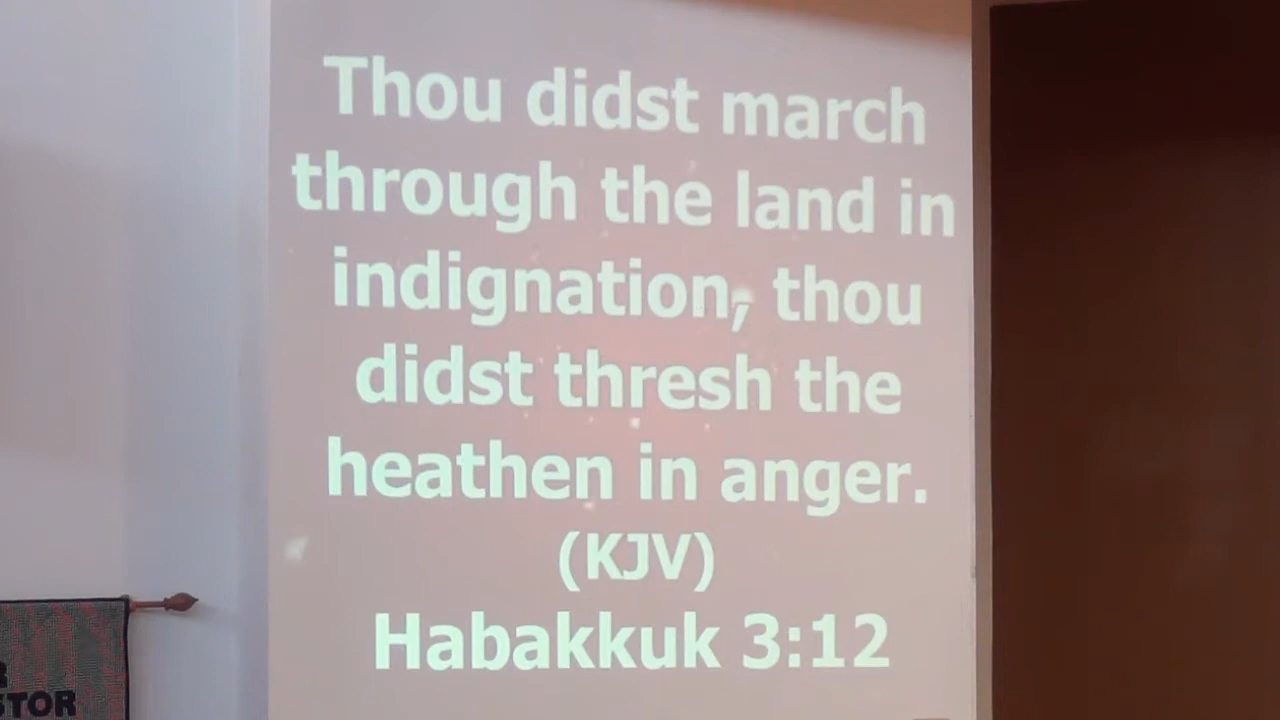 Thou didst march
through the land in
indignation, thou
didst thresh the
heathen in anger.
(KJV)
Habakkuk 3:12